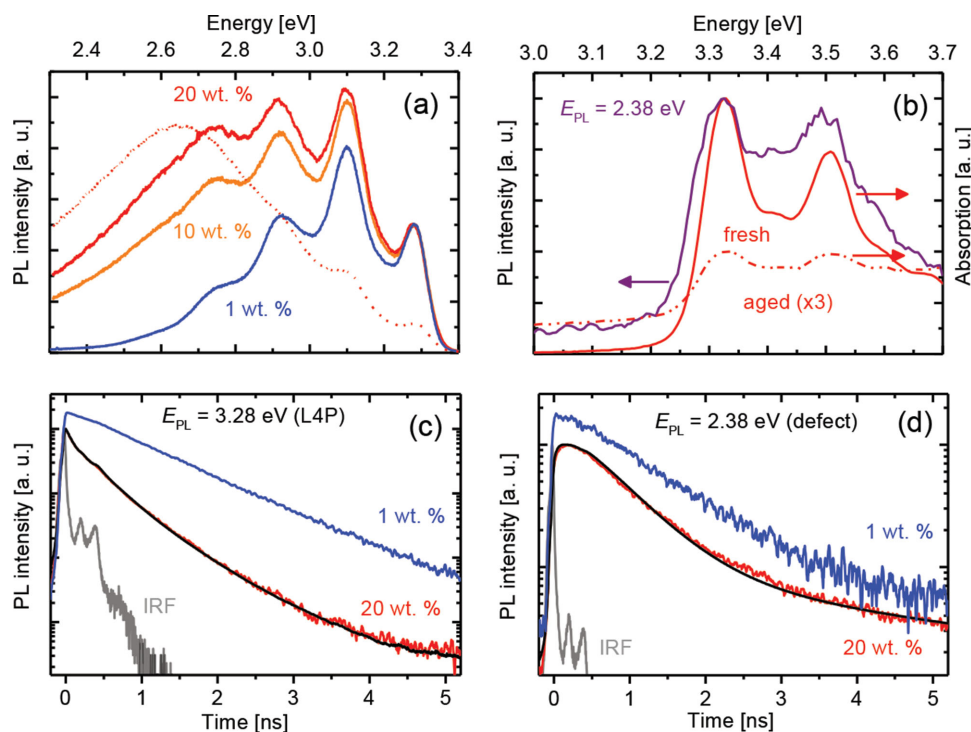 Energy [eV]
2.4 2.6 2.8 3.0 3.2 3.4
20 wt. %
(a)
10 wt. %
1 wt. %
PL intensity [a. u.]
Energy [eV]
3.0 3.1 3.2 3.3 3.4 3.5 3.6 3.7
E_PL = 2.38 eV
(b)
fresh
aged (x3)
PL intensity [a. u.]
Absorption [a. u.]
E_PL = 3.28 eV (L4P)
(c)
1 wt. %
IRF
20 wt. %
PL intensity [a. u.]
0 1 2 3 4 5
Time [ns]
E_PL = 2.38 eV (defect)
(d)
1 wt. %
IRF
20 wt. %
PL intensity [a. u.]
0 1 2 3 4 5
Time [ns]